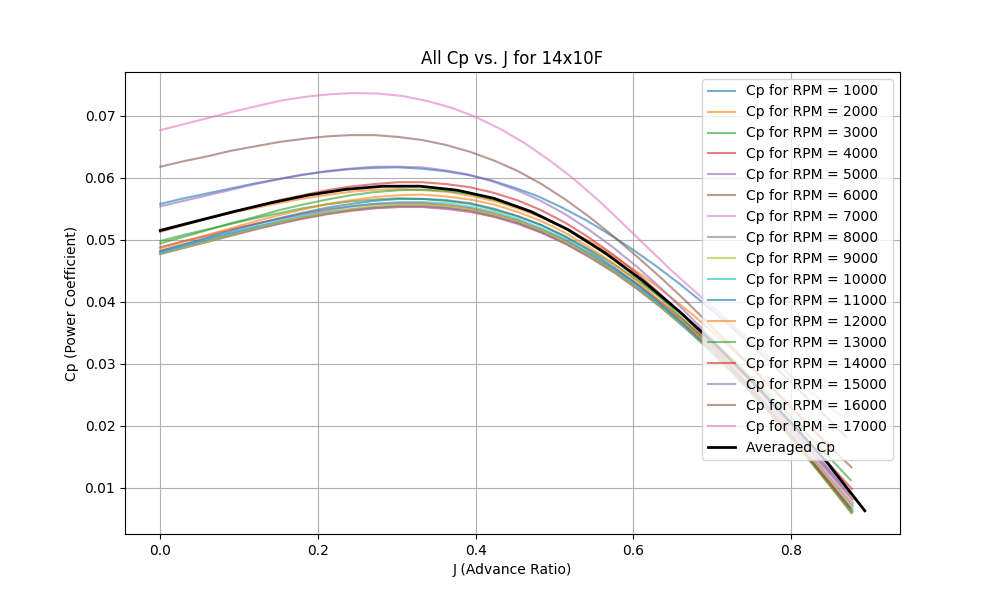 All Cp vs. J for 14x10F
Cp (Power Coefficient)
0.07
0.06
0.05
0.04
0.03
0.02
0.01
0.0
0.2
0.4
0.6
0.8
J (Advance Ratio)
Cp for RPM = 1000
Cp for RPM = 2000
Cp for RPM = 3000
Cp for RPM = 4000
Cp for RPM = 5000
Cp for RPM = 6000
Cp for RPM = 7000
Cp for RPM = 8000
Cp for RPM = 9000
Cp for RPM = 10000
Cp for RPM = 11000
Cp for RPM = 12000
Cp for RPM = 13000
Cp for RPM = 14000
Cp for RPM = 15000
Cp for RPM = 16000
Cp for RPM = 17000
Averaged Cp